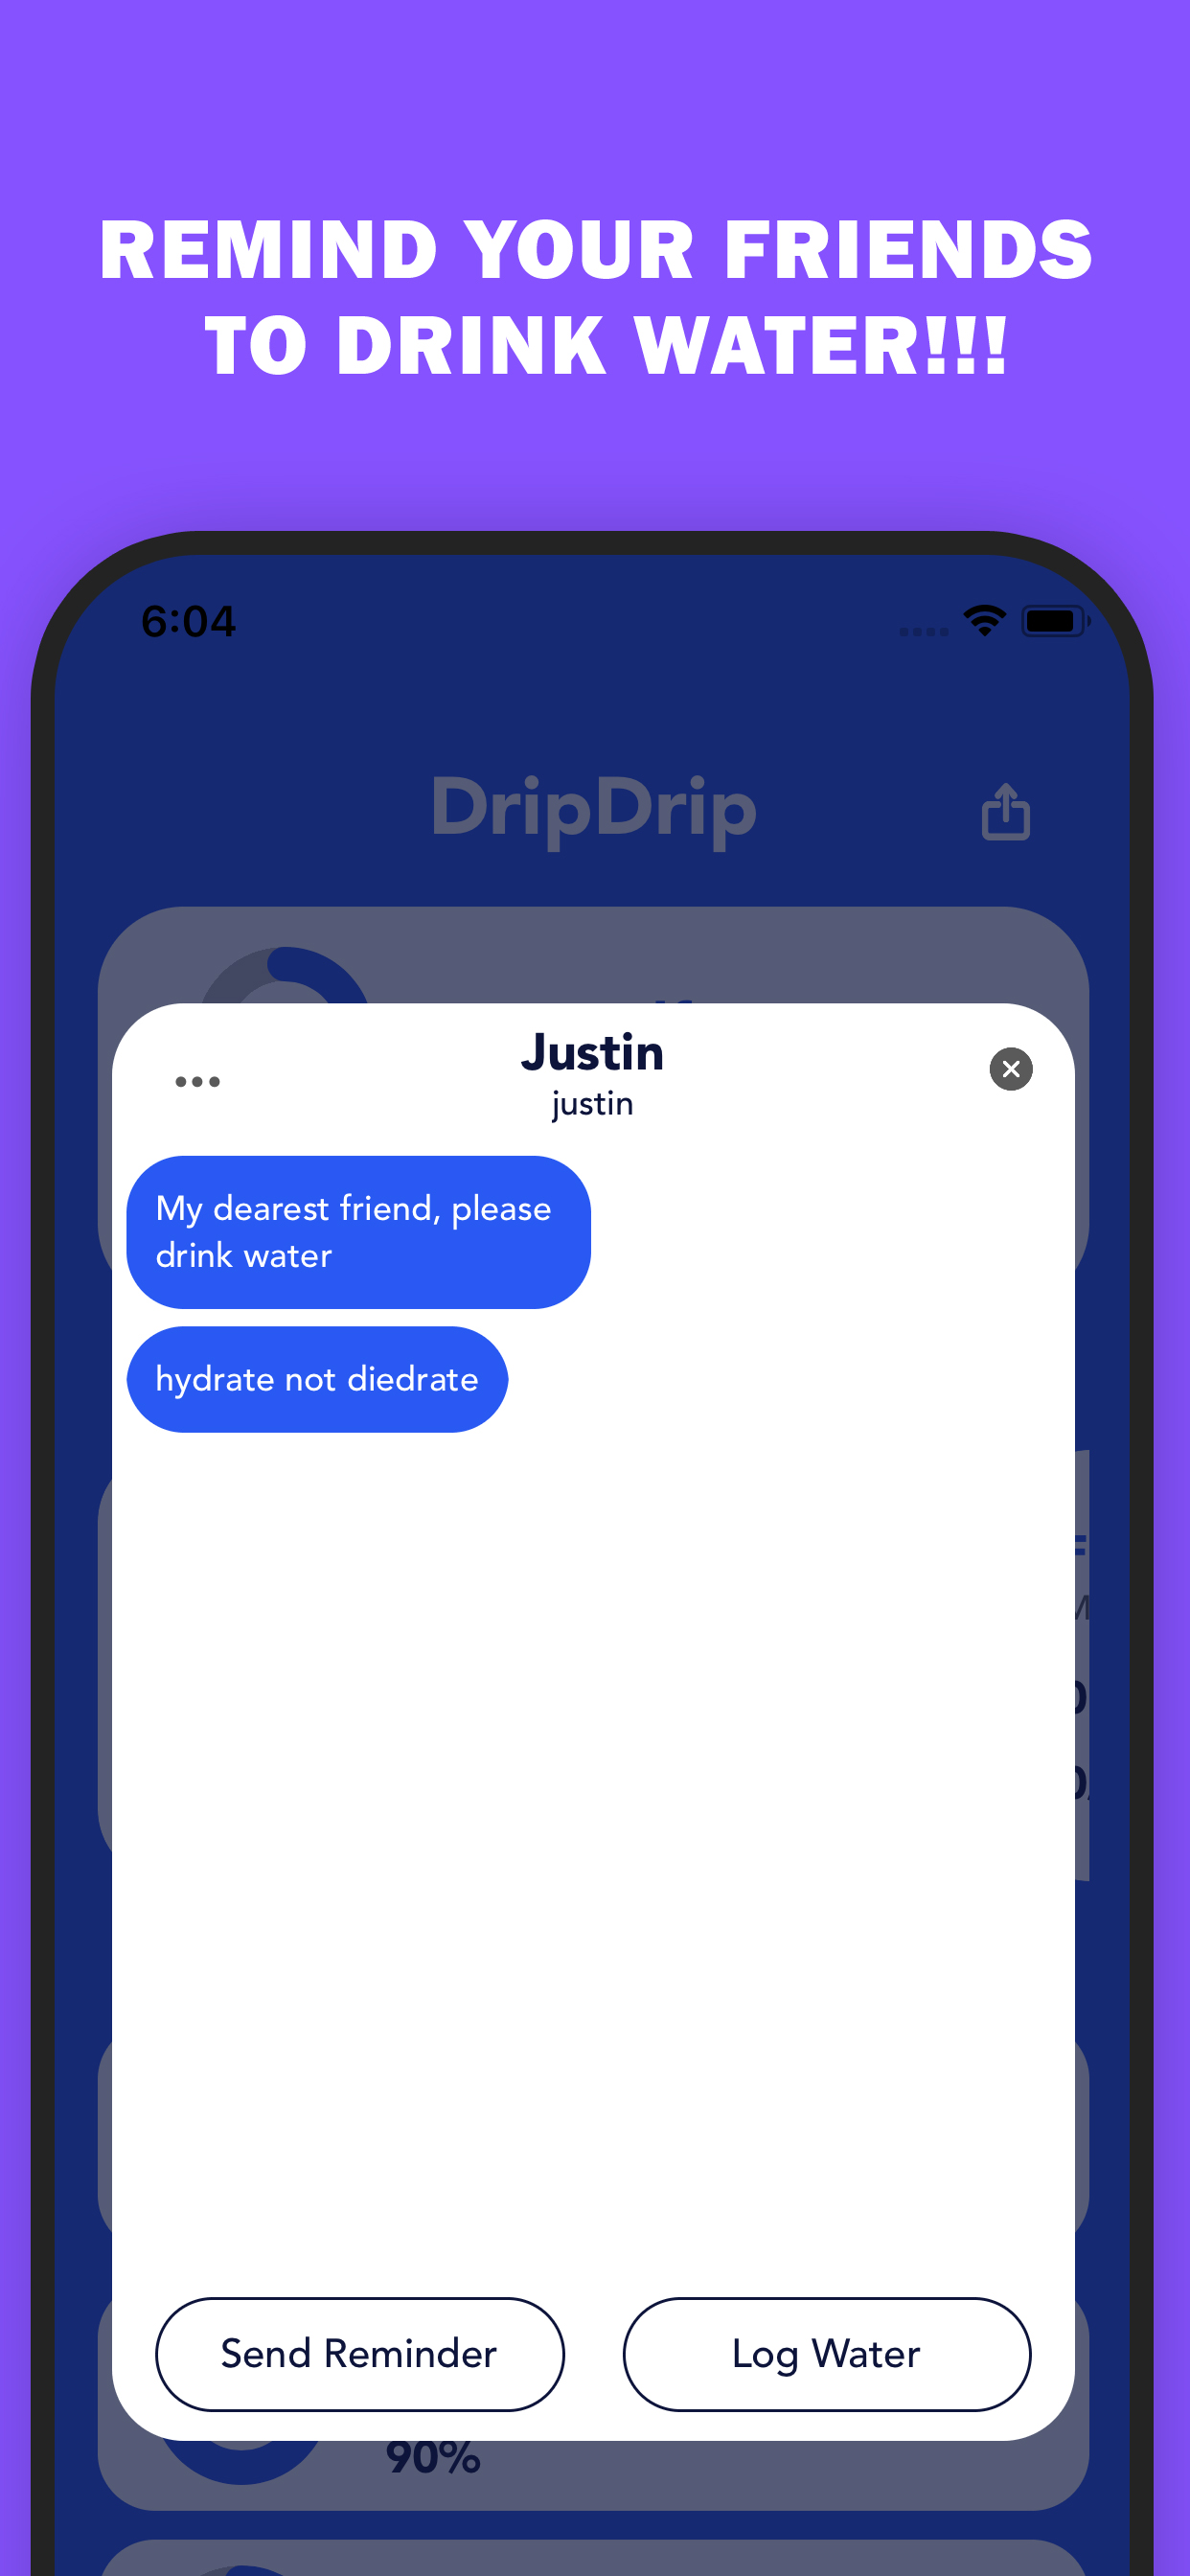 REMIND YOUR FRIENDS
TO DRINK WATER!!!
6:04
DripDrip
Justin
justin
My dearest friend, please
drink water
hydrate not diedrate
Send Reminder
Log Water
90%